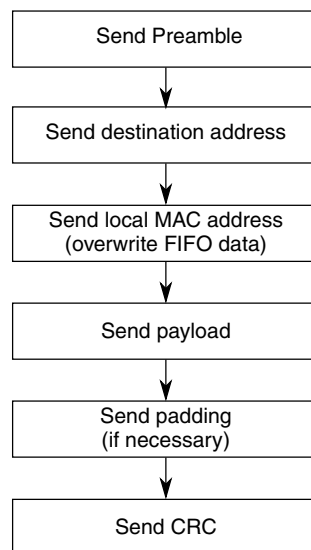 Send Preamble
Send destination address
Send local MAC address
(overwrite FIFO data)
Send payload
Send padding
(if necessary)
Send CRC